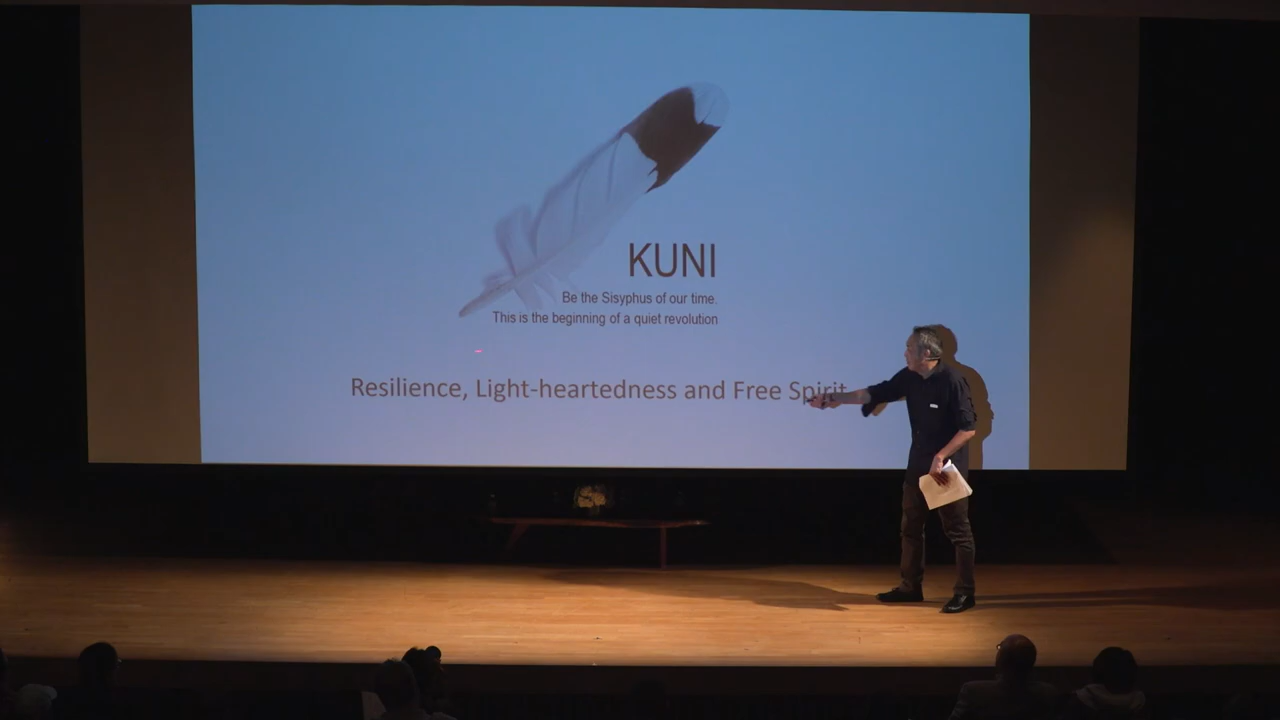 KUNI
Be the Sisyphus of our time.
This is the beginning of a quiet revolution
Resilience, Light-heartedness and Free Spirit